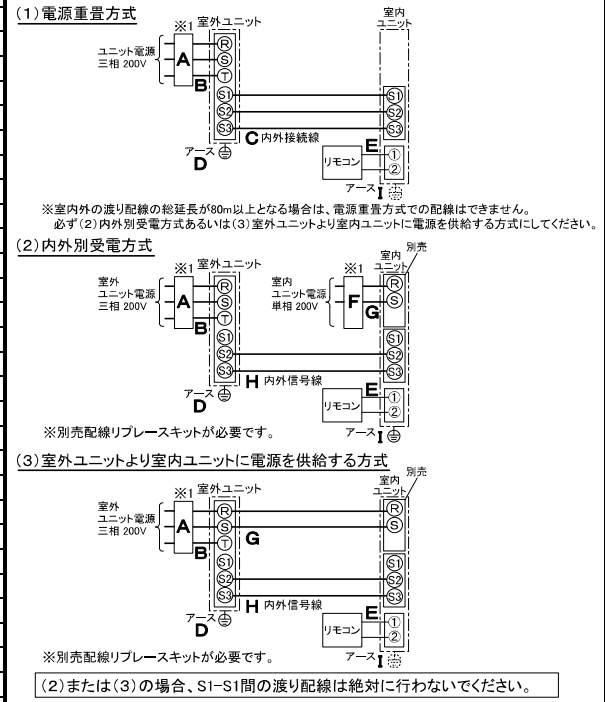 (1)電源重畳方式
※1
室外ユニット
室内
ユニット
ユニット電源
三相 200V
A
B
R
S
T
S1
S2
S3
S1
S2
S3
C 内外接続線
アース
D
E
リモコン
①
②
アース I
※室内外の渡り配線の総延長が80m以上となる場合は、電源重畳方式での配線はできません。
必ず(2)内外別受電方式あるいは(3)室外ユニットより室内ユニットに電源を供給する方式にしてください。
(2)内外別受電方式
※1
室外ユニット
※1
室内
ユニット
別売
室外
ユニット電源
三相 200V
A
B
R
S
T
S1
S2
S3
室内
ユニット電源
単相 200V
F
G
R
S
S1
S2
S3
H 内外信号線
アース
D
E
リモコン
①
②
アース I
※別売配線リプレースキットが必要です。
(3)室外ユニットより室内ユニットに電源を供給する方式
※1
室外ユニット
室内
ユニット
別売
室外
ユニット電源
三相 200V
A
B
R
S
T
S1
S2
S3
G
R
S
S1
S2
S3
H 内外信号線
アース
D
E
リモコン
①
②
アース I
※別売配線リプレースキットが必要です。
(2)または(3)の場合、S1-S1間の渡り配線は絶対に行わないでください。